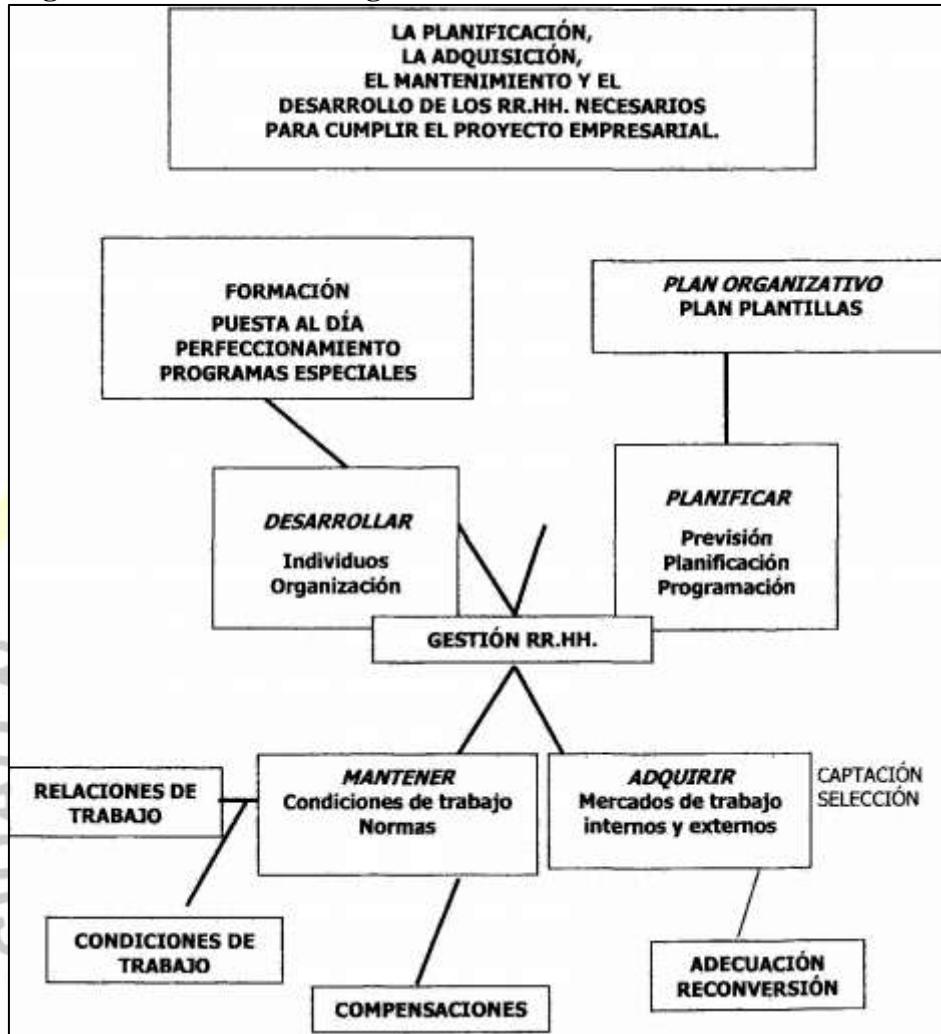 LA PLANIFICACIÓN,
LA ADQUISICIÓN,
EL MANTENIMIENTO Y EL
DESARROLLO DE LOS RR.HH. NECESARIOS
PARA CUMPLIR EL PROYECTO EMPRESARIAL.
FORMACIÓN
PUESTA AL DÍA
PERFECCIONAMIENTO
PROGRAMAS ESPECIALES
PLAN ORGANIZATIVO
PLAN PLANTILLAS
DESARROLLAR
Individuos
Organización
PLANIFICAR
Previsión
Planificación
Programación
GESTIÓN RR.HH.
RELACIONES DE
TRABAJO
MANTENER
Condiciones de trabajo
Normas
ADQUIRIR
Mercados de trabajo
internos y externos
CAPTACIÓN
SELECCIÓN
CONDICIONES DE
TRABAJO
COMPENSACIONES
ADECUACIÓN
RECONVERSIÓN